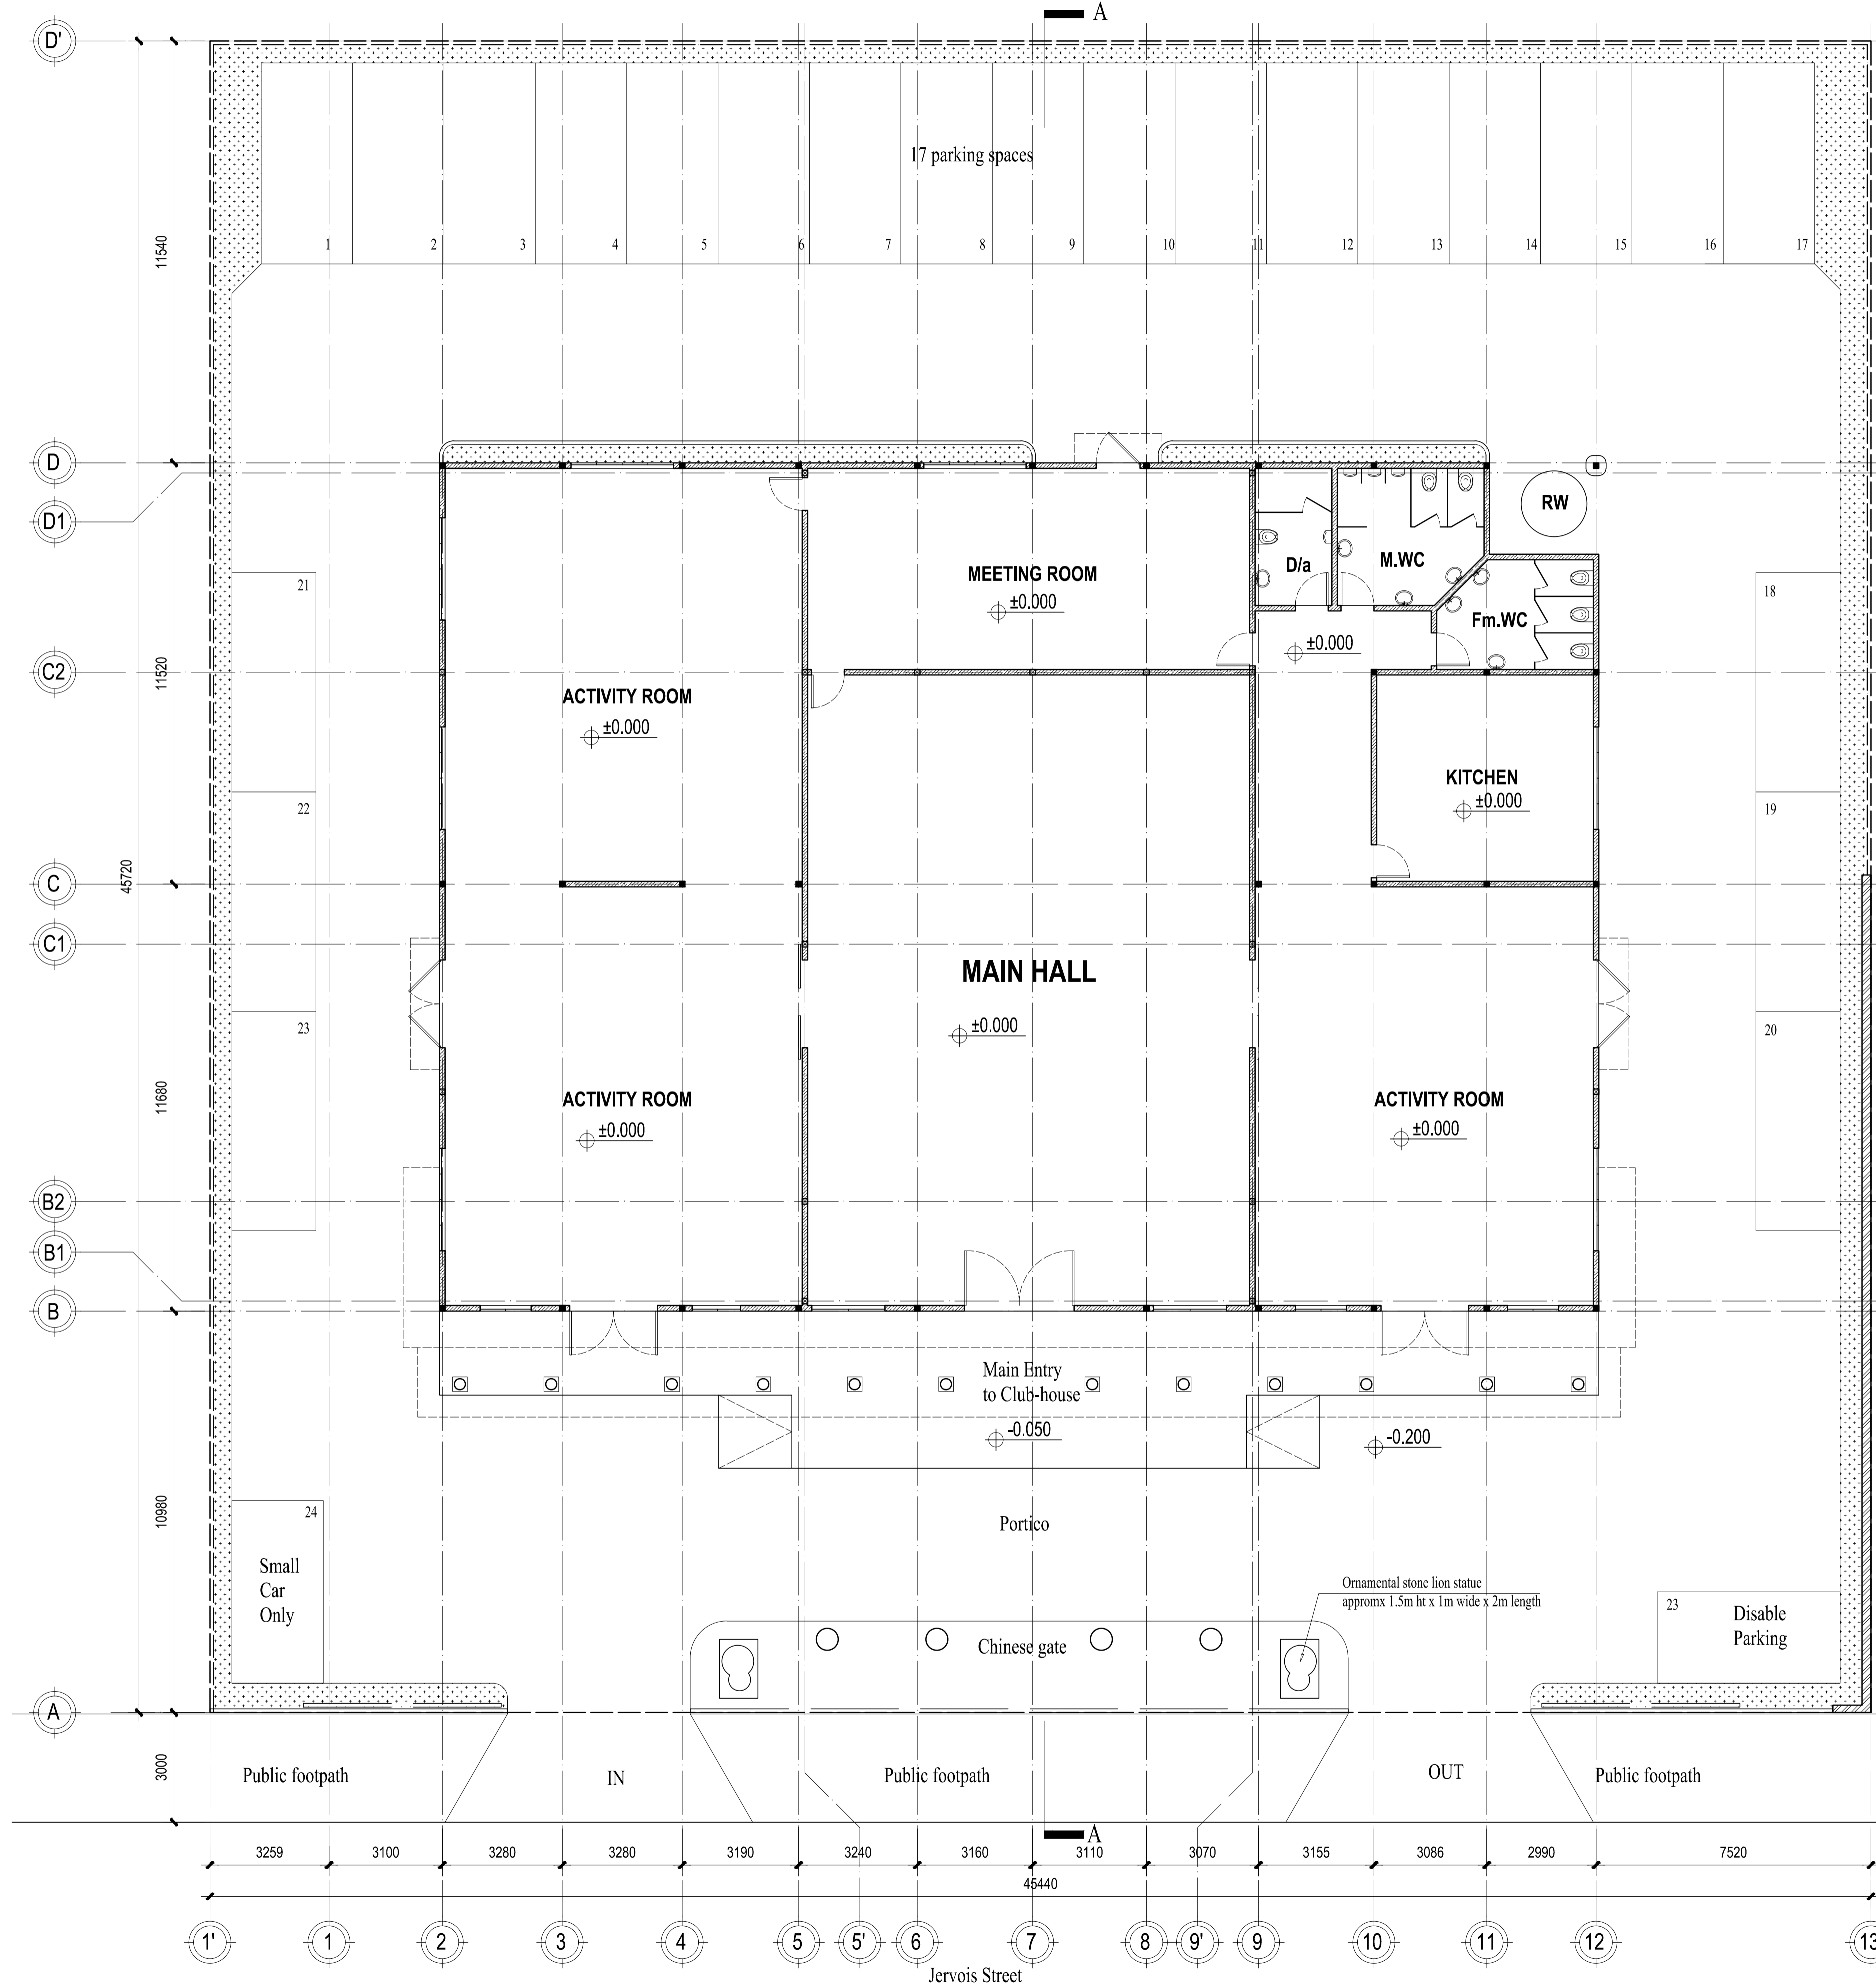 A
D'
17 parking spaces
1 2 3 4 5 6 7 8 9 10 11 12 13 14 15 16 17
11540
D
D1
RW
D/a
M.WC
MEETING ROOM
±0.000
Fm.WC
±0.000
21
18
C2
11520
ACTIVITY ROOM
±0.000
KITCHEN
±0.000
22
19
45720
C
C1
MAIN HALL
±0.000
23
20
11680
ACTIVITY ROOM
±0.000
ACTIVITY ROOM
±0.000
B2
B1
B
Main Entry
to Club-house
-0.050
-0.200
10980
24
Small
Car
Only
Portico
Ornamental stone lion statue
appromx 1.5m ht x 1m wide x 2m length
Chinese gate
23
Disable
Parking
A
3000
Public footpath
IN
Public footpath
OUT
Public footpath
A
3259 3100 3280 3280 3190 3240 3160 3110 3070 3155 3086 2990 7520
45440
1' 1 2 3 4 5 5' 6 7 8 9' 9 10 11 12 13
Jervois Street